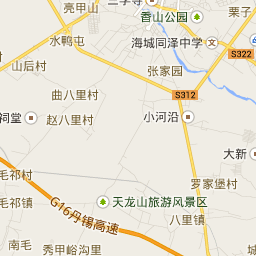 亮甲山
三学寺
栗子
香山公园
水鸭屯
海城同泽中学
S322
山后村
张家园
曲八里村
S312
祠堂
赵八里村
小河沿
大新
毛祁村
罗家堡村
毛祁镇
G16丹锡高速
天龙山旅游风景区
八里镇
南毛
秀甲峪沟里
城